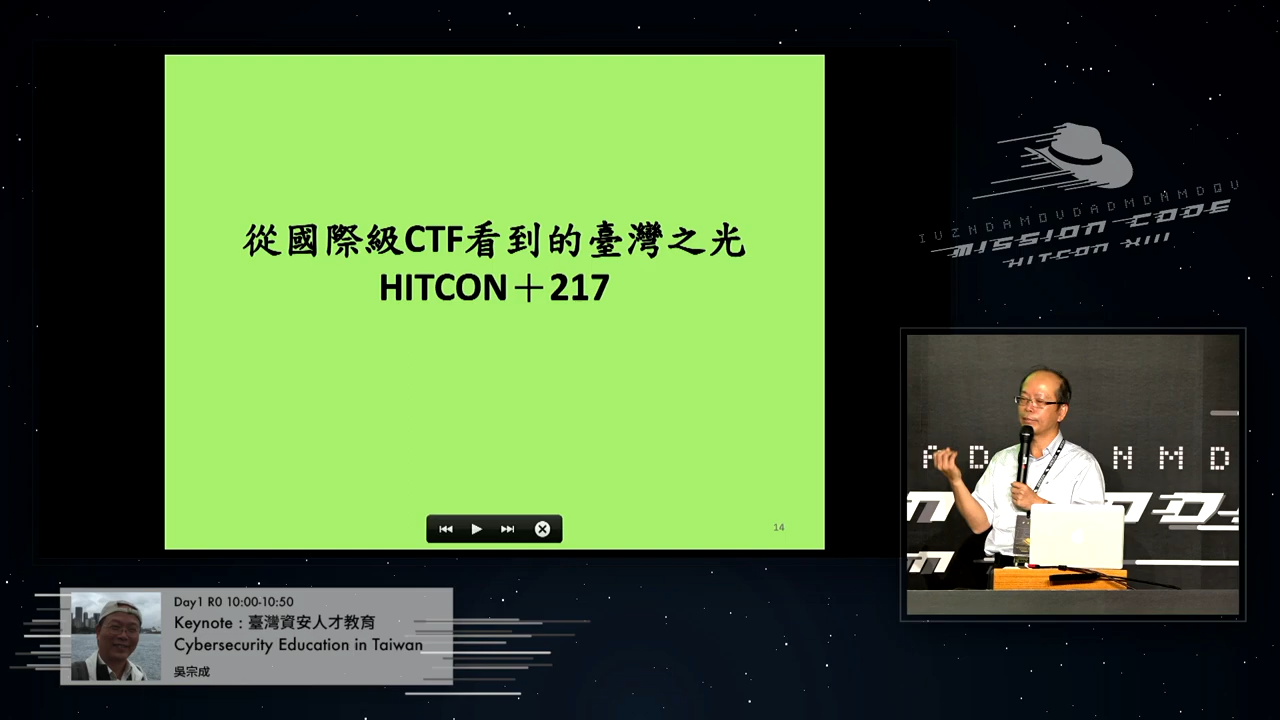 從國際級CTF看到的臺灣之光
HITCON＋217
14
IVZNDAMOVDADMDNMDQV
MISSION CODE
HITCON XIII
Day1 R0 10:00-10:50
Keynote：臺灣資安人才教育
Cybersecurity Education in Taiwan
吳宗成